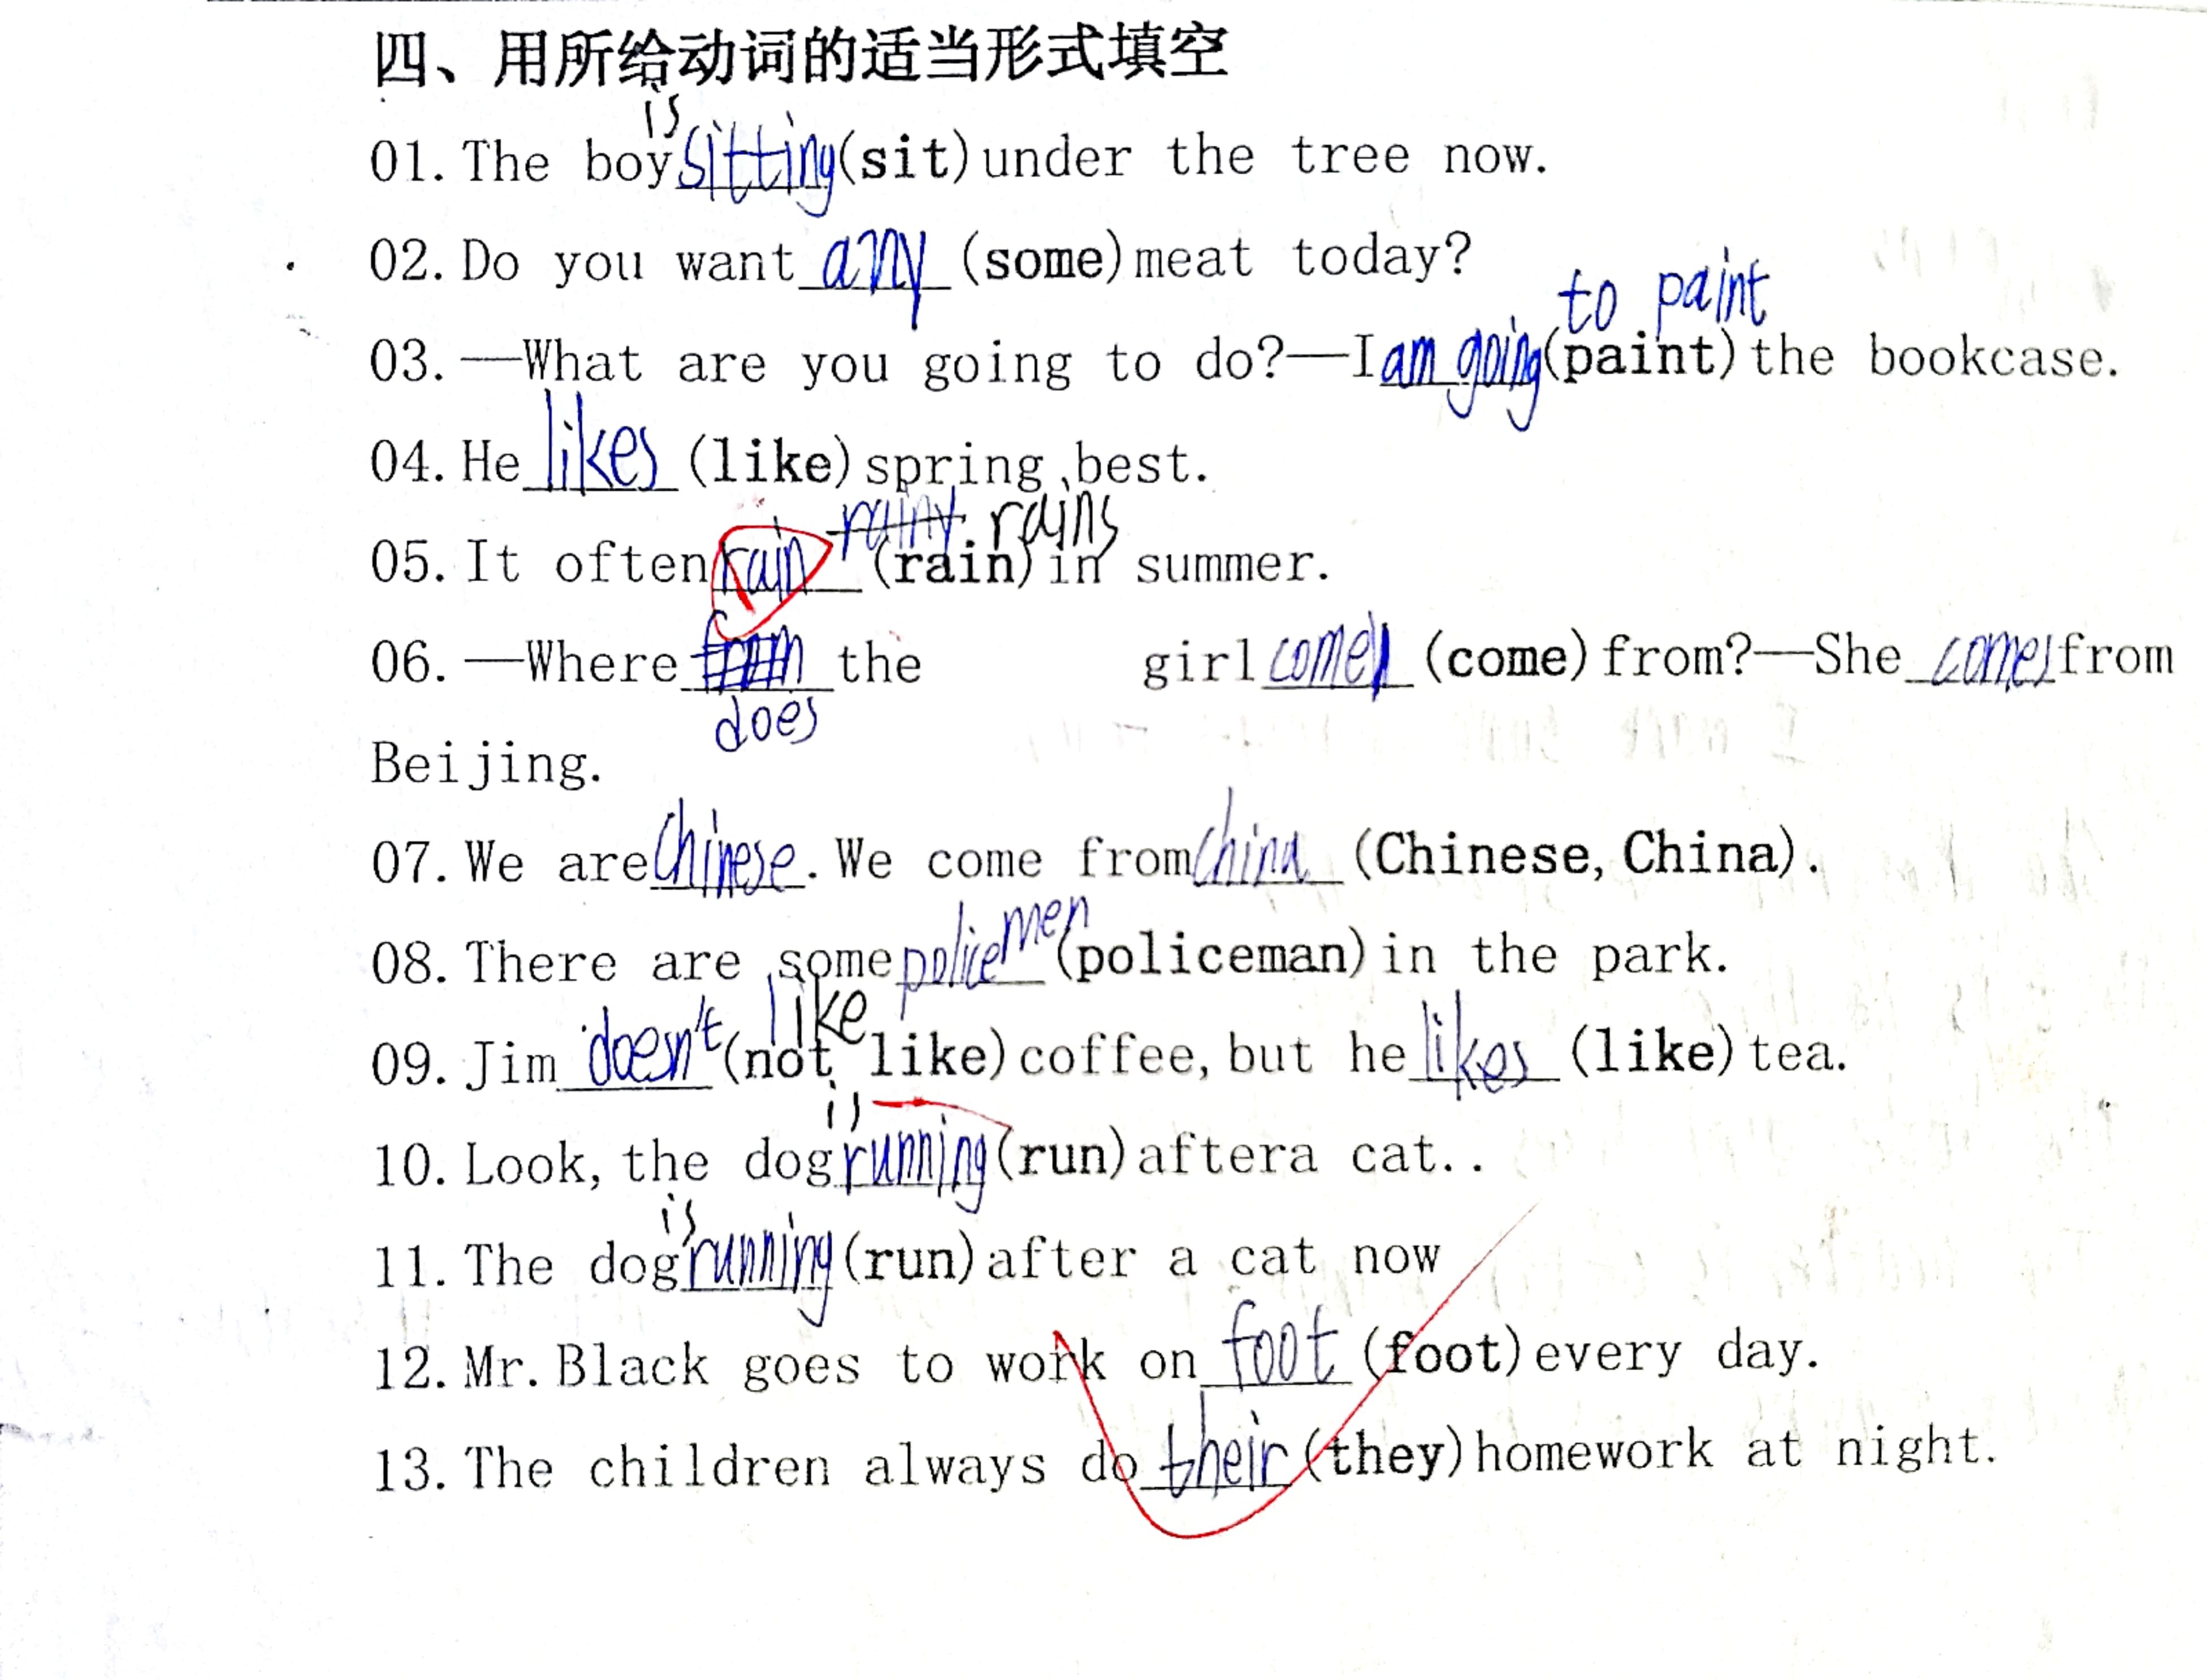 四、用所给动词的适当形式填空
is
01. The boy sitting (sit) under the tree now.
02. Do you want any (some) meat today?
to paint
03. —What are you going to do?—I am going (paint) the bookcase.
04. He likes (like) spring best.
rainy rains
05. It often rain (rain) in summer.
06. —Where the girl come (come) from?—She comes from
does
Beijing.
07. We are Chinese. We come from China (Chinese, China).
08. There are some policemen (policeman) in the park.
like
09. Jim doesn't (not like) coffee, but he likes (like) tea.
is
10. Look, the dog running (run) aftera cat..
is
11. The dog running (run) after a cat now
12. Mr. Black goes to work on foot (foot) every day.
13. The children always do their (they) homework at night.